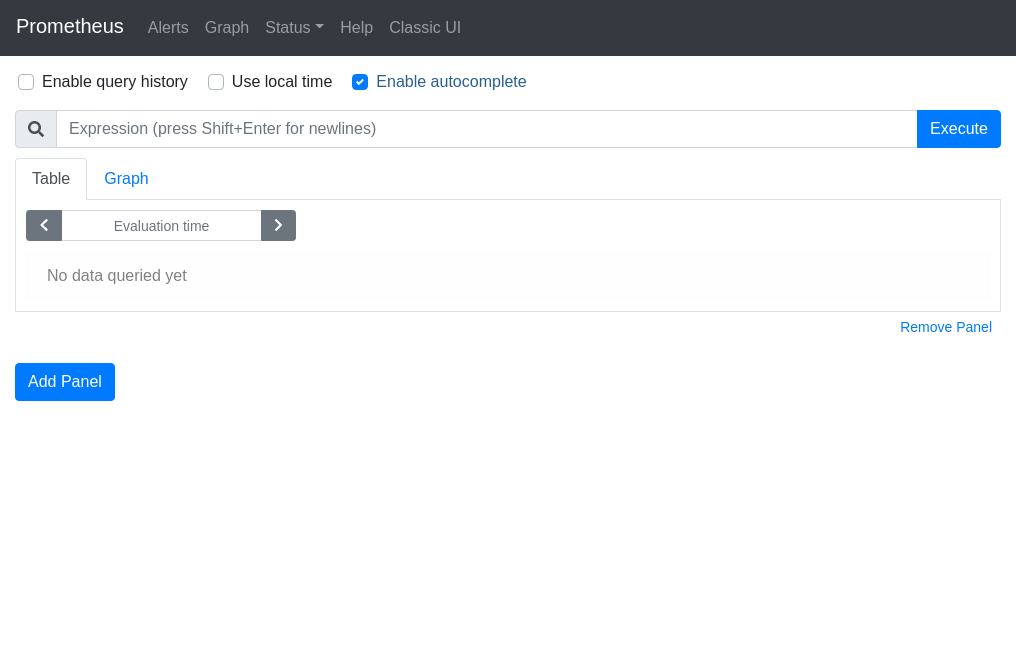 Prometheus Alerts Graph Status Help Classic UI
Enable query history Use local time Enable autocomplete
Expression (press Shift+Enter for newlines) Execute
Table Graph
Evaluation time
No data queried yet
Remove Panel
Add Panel